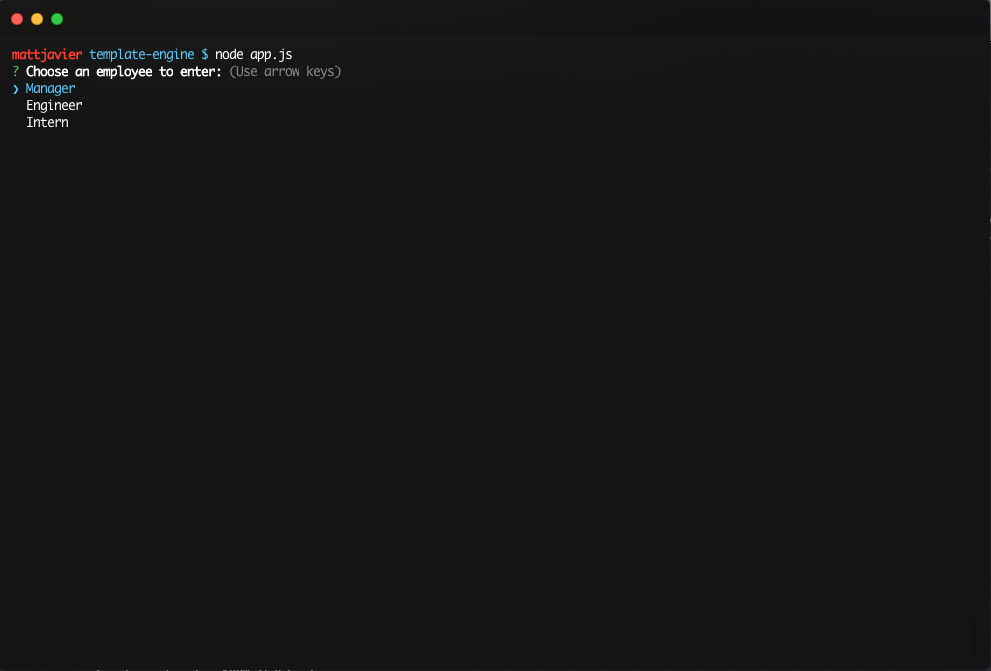 mattjavier template-engine $ node app.js
? Choose an employee to enter: (Use arrow keys)
❯ Manager
Engineer
Intern